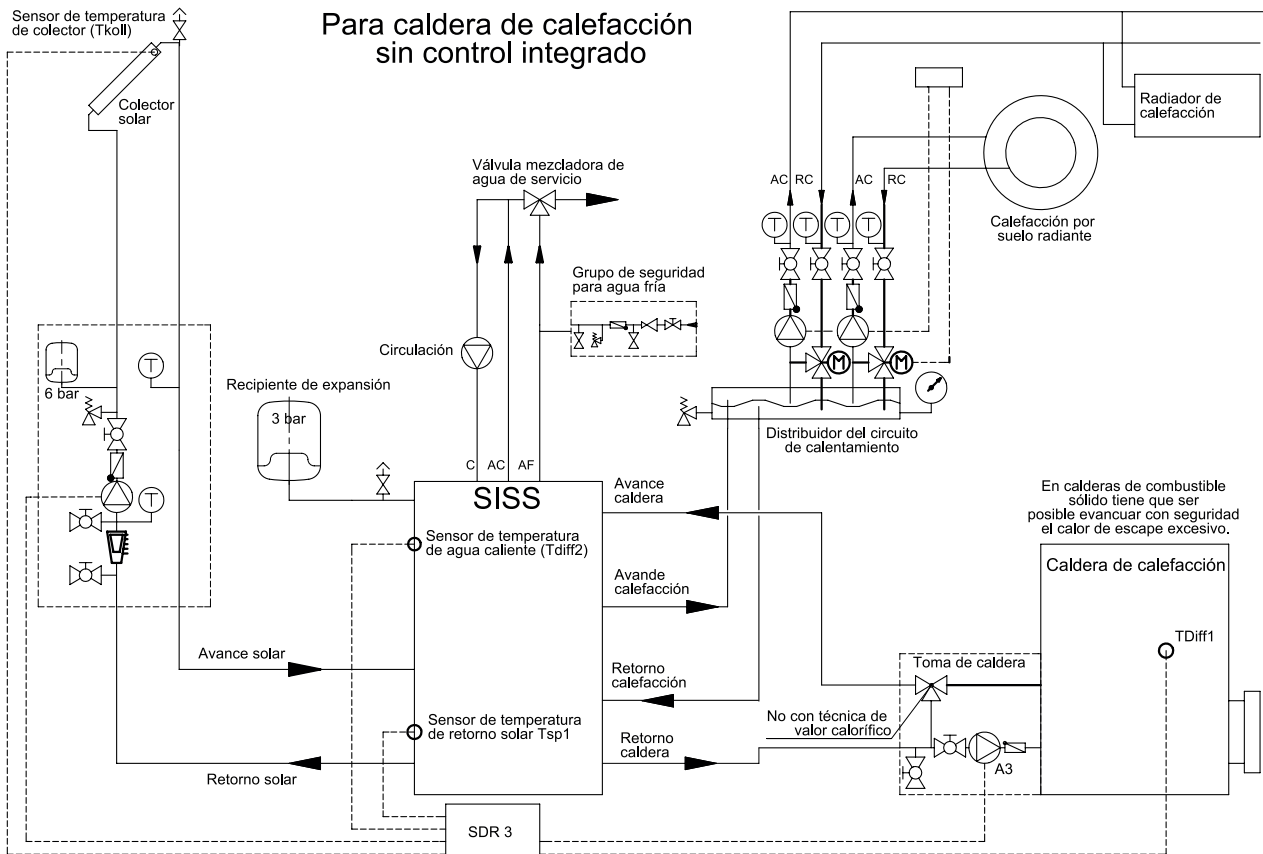 Sensor de temperatura
de colector (Tkoll)
Para caldera de calefacción
sin control integrado
Colector
solar
Radiador de
calefacción
Válvula mezcladora de
agua de servicio
AC RC AC RC
T T T T
Calefacción por
suelo radiante
Grupo de seguridad
para agua fría
Circulación
T
6 bar
Recipiente de expansión
3 bar
M M
Distribuidor del circuito
de calentamiento
C AC AF
SISS
Avance
caldera
En calderas de combustible
sólido tiene que ser
posible evancuar con seguridad
el calor de escape excesivo.
T
Sensor de temperatura
de agua caliente (Tdiff2)
Caldera de calefacción
Avande
calefacción
TDiff1
Avance solar
Toma de caldera
Retorno
calefacción
No con técnica de
valor calorífico
Sensor de temperatura
de retorno solar Tsp1
Retorno
caldera
A3
Retorno solar
SDR 3